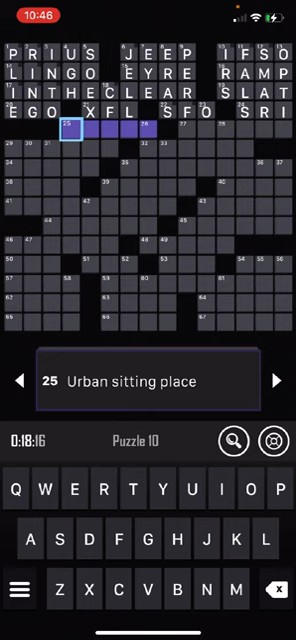 10:46
PRIUS JEEP IFSO
LINGO EYRE RAMP
INTHECLEAR SLAT
EGO XFL SFO SRI
25 Urban sitting place
0:18:16 Puzzle 10
Q W E R T Y U I O P
A S D F G H J K L
Z X C V B N M